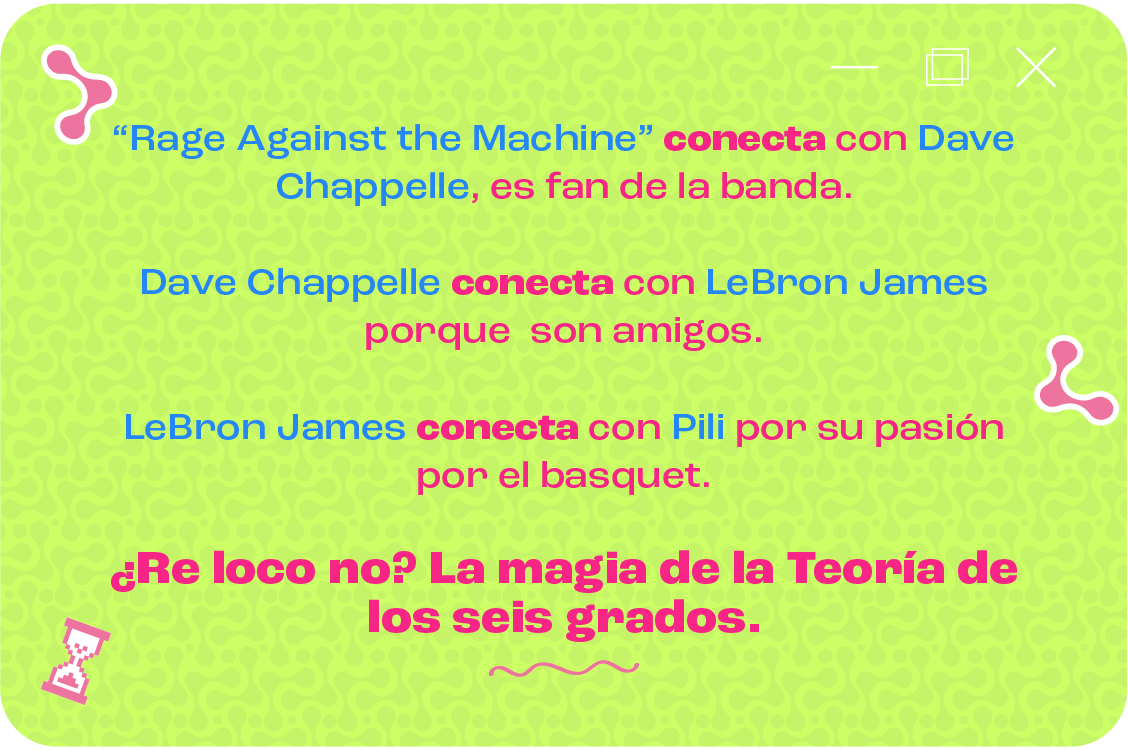 “Rage Against the Machine” conecta con Dave
Chappelle, es fan de la banda.
Dave Chappelle conecta con LeBron James
porque  son amigos.
LeBron James conecta con Pili por su pasión
por el basquet.
¿Re loco no? La magia de la Teoría de
los seis grados.